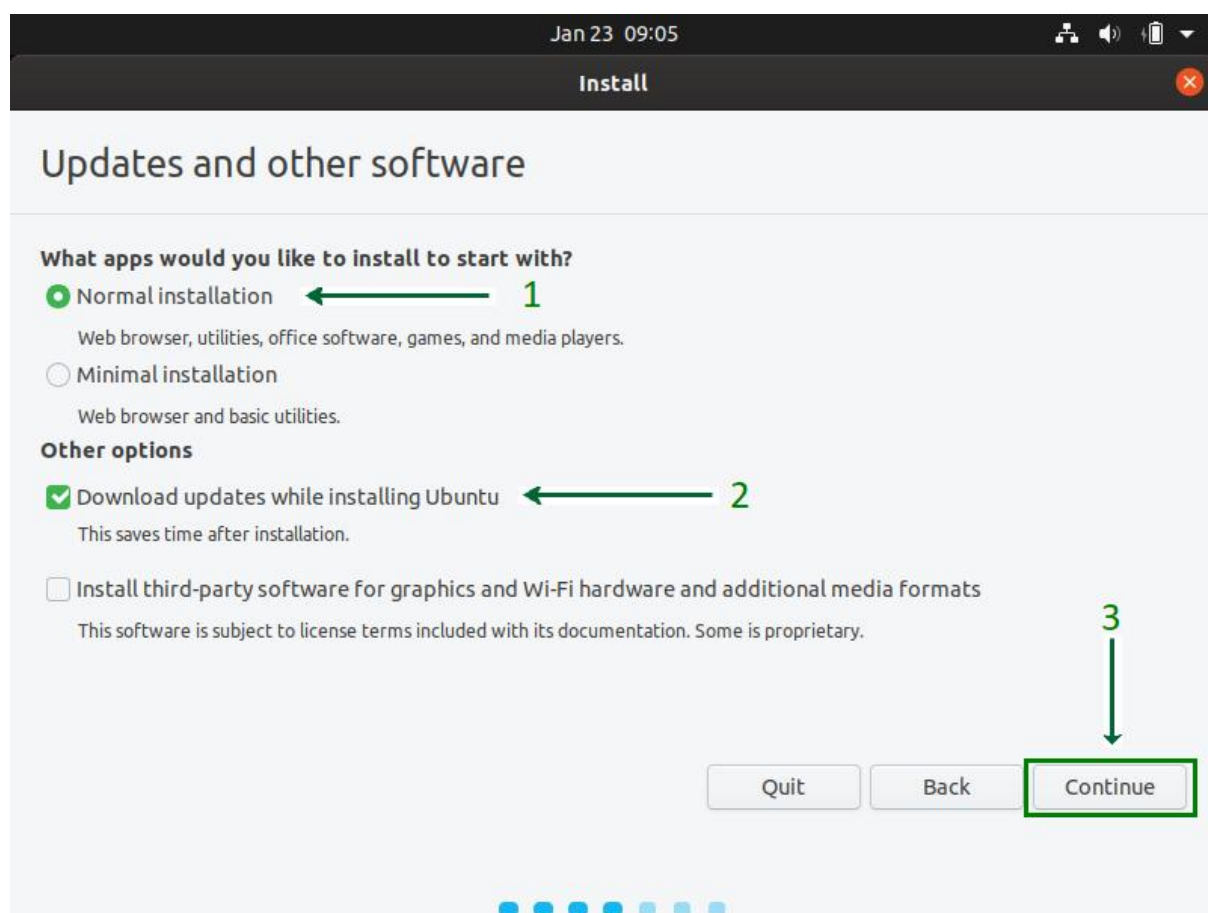 Jan 23 09:05
Install
Updates and other software
What apps would you like to install to start with?
Normal installation 1
Web browser, utilities, office software, games, and media players.
Minimal installation
Web browser and basic utilities.
Other options
Download updates while installing Ubuntu 2
This saves time after installation.
Install third-party software for graphics and Wi-Fi hardware and additional media formats
This software is subject to license terms included with its documentation. Some is proprietary.
3
Quit Back Continue